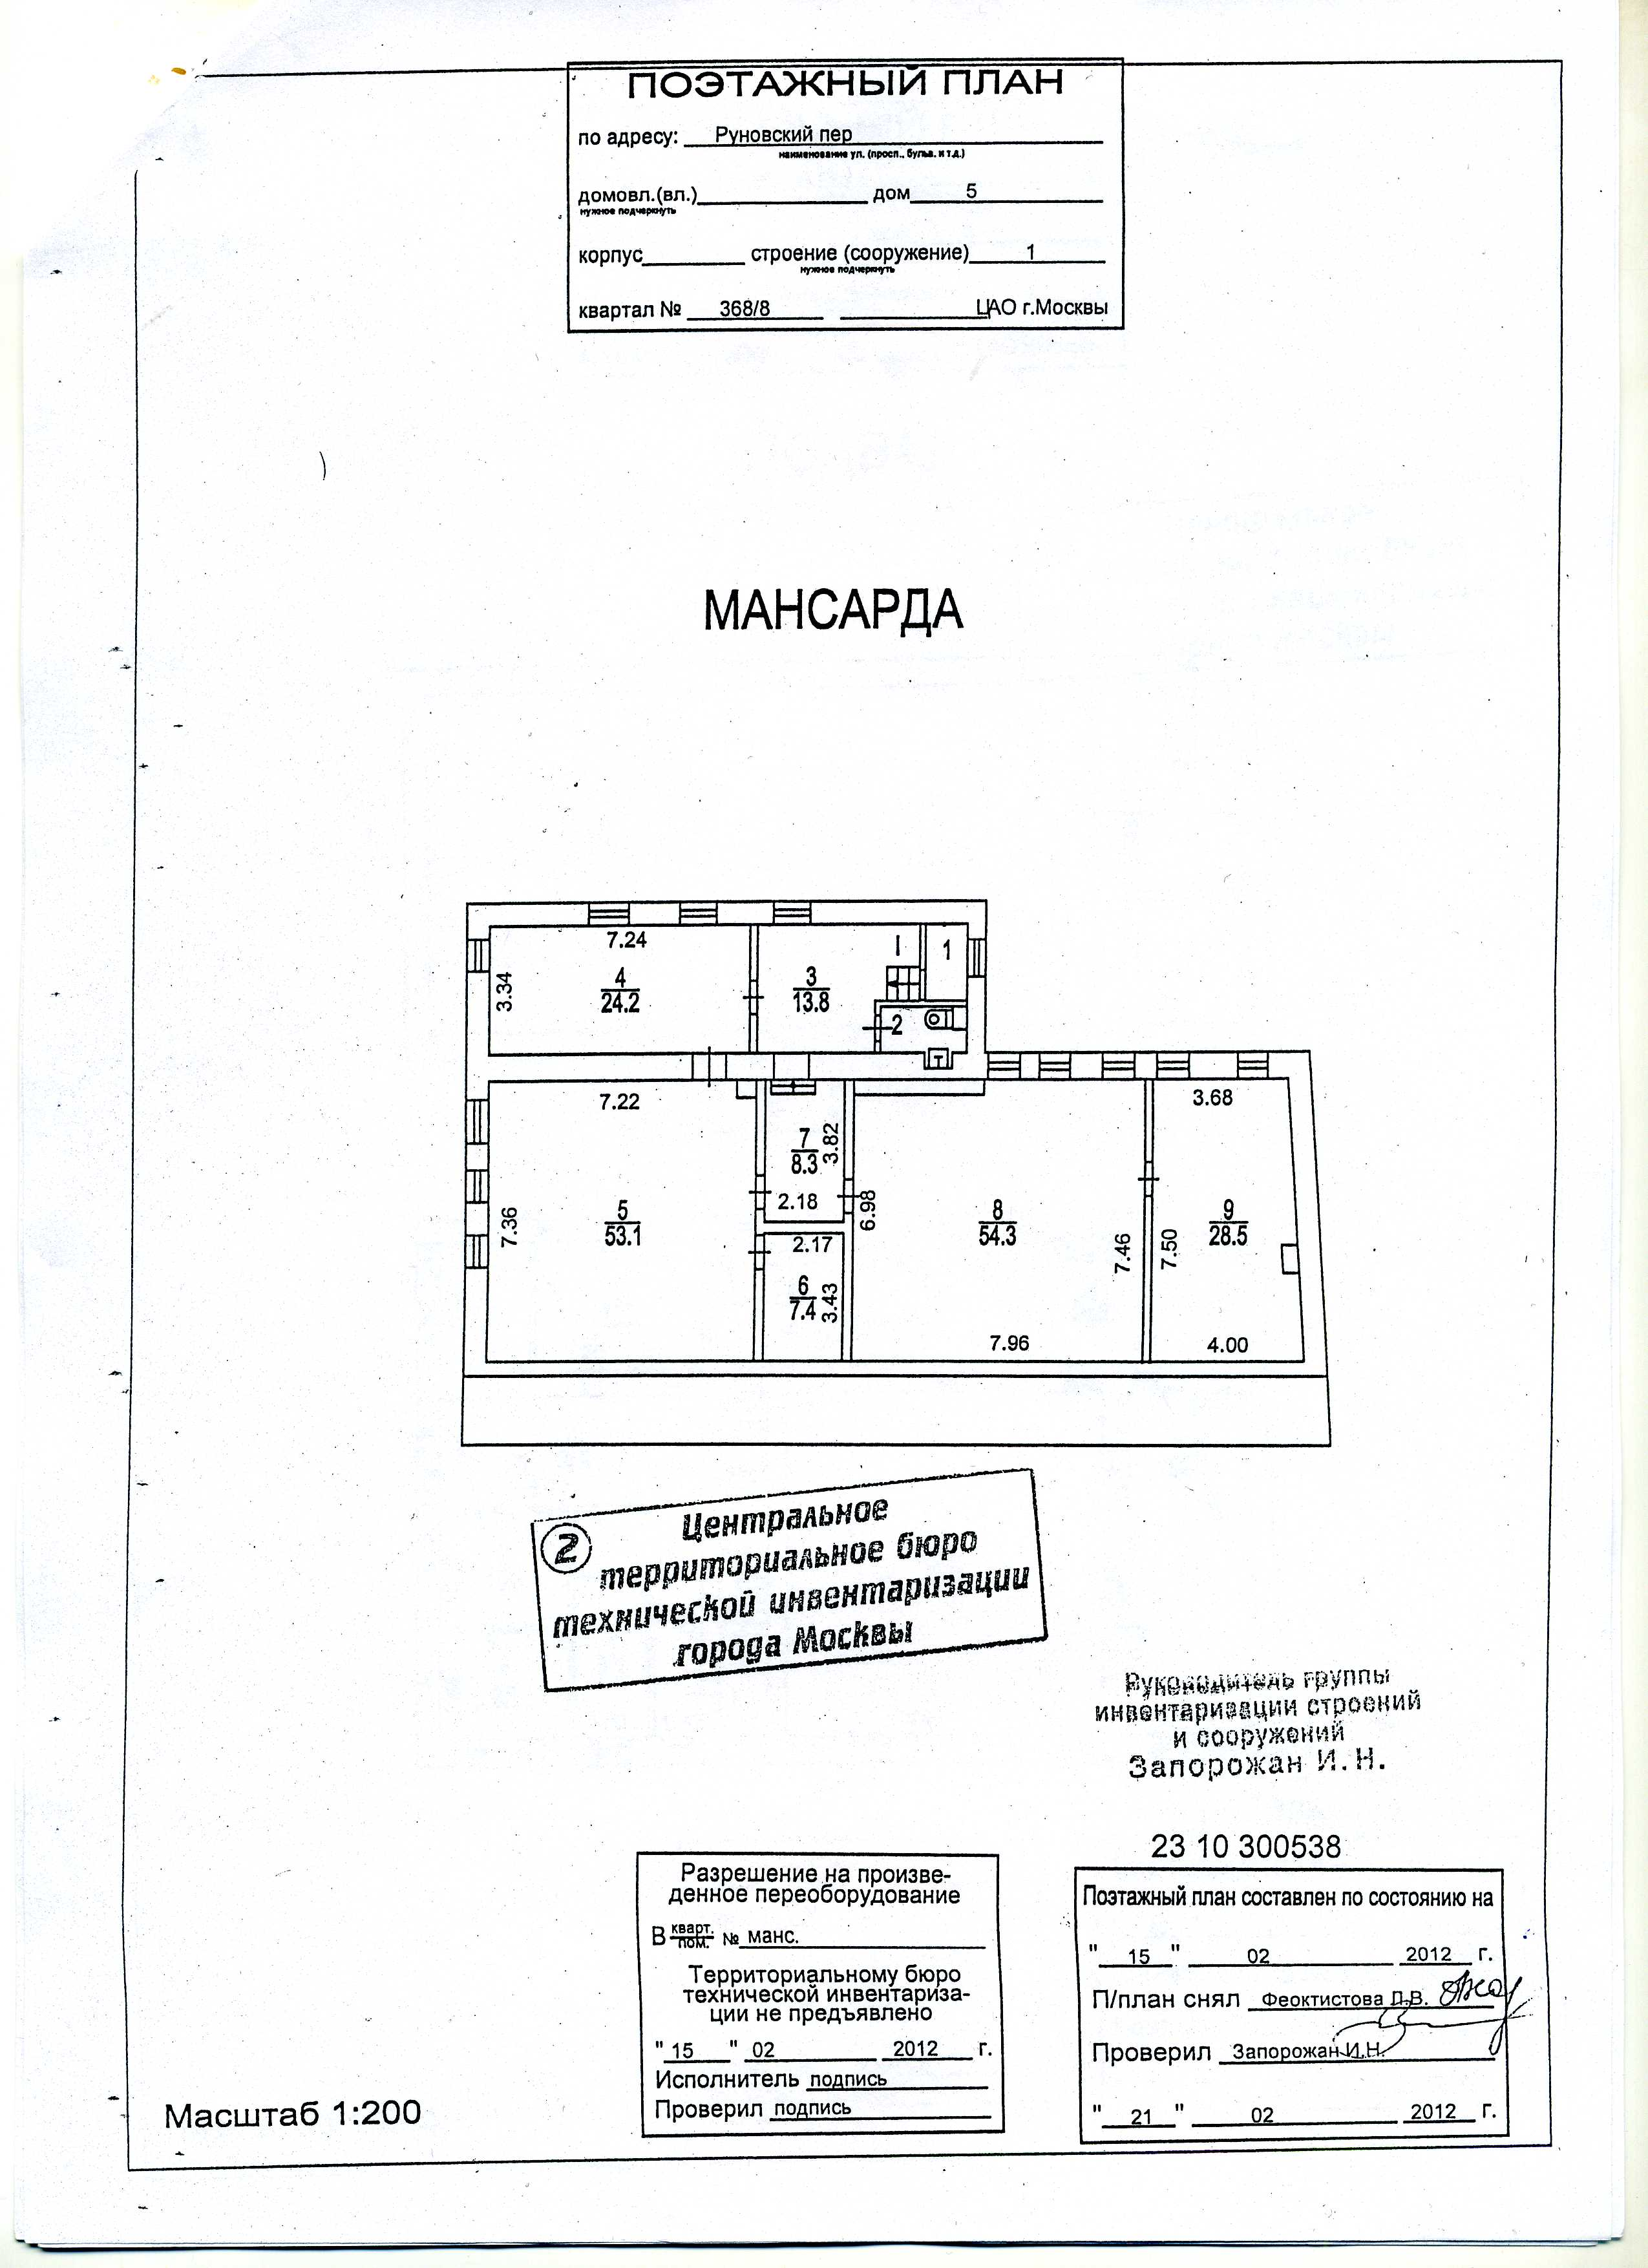 ПОЭТАЖНЫЙ ПЛАН
по адресу: Руновский пер
наименование ул. (просп., бульв. и т.д.)
домовл.(вл.) дом 5
нужное подчеркнуть
корпус строение (сооружение) 1
нужное подчеркнуть
квартал № 368/8 ЦАО г.Москвы
МАНСАРДА
7.24
3.34
4
24.2
3
13.8
I
1
2
7.22
7.36
5
53.1
7
8.3
3.82
2.18
2.17
6
7.4
3.43
6.98
8
54.3
7.46
7.96
3.68
7.50
9
28.5
4.00
2
Центральное
территориальное бюро
технической инвентаризации
города Москвы
Руководитель группы
инвентаризации строений
и сооружений
Запорожан И. Н.
23 10 300538
Разрешение на произве-
денное переоборудование
В кварт. пом. № манс.
Территориальному бюро
технической инвентариза-
ции не предъявлено
"15" 02 2012 г.
Исполнитель подпись
Проверил подпись
Поэтажный план составлен по состоянию на
"15" 02 2012 г.
П/план снял Феоктистова Л.В.
Проверил Запорожан И.Н.
"21" 02 2012 г.
Масштаб 1:200